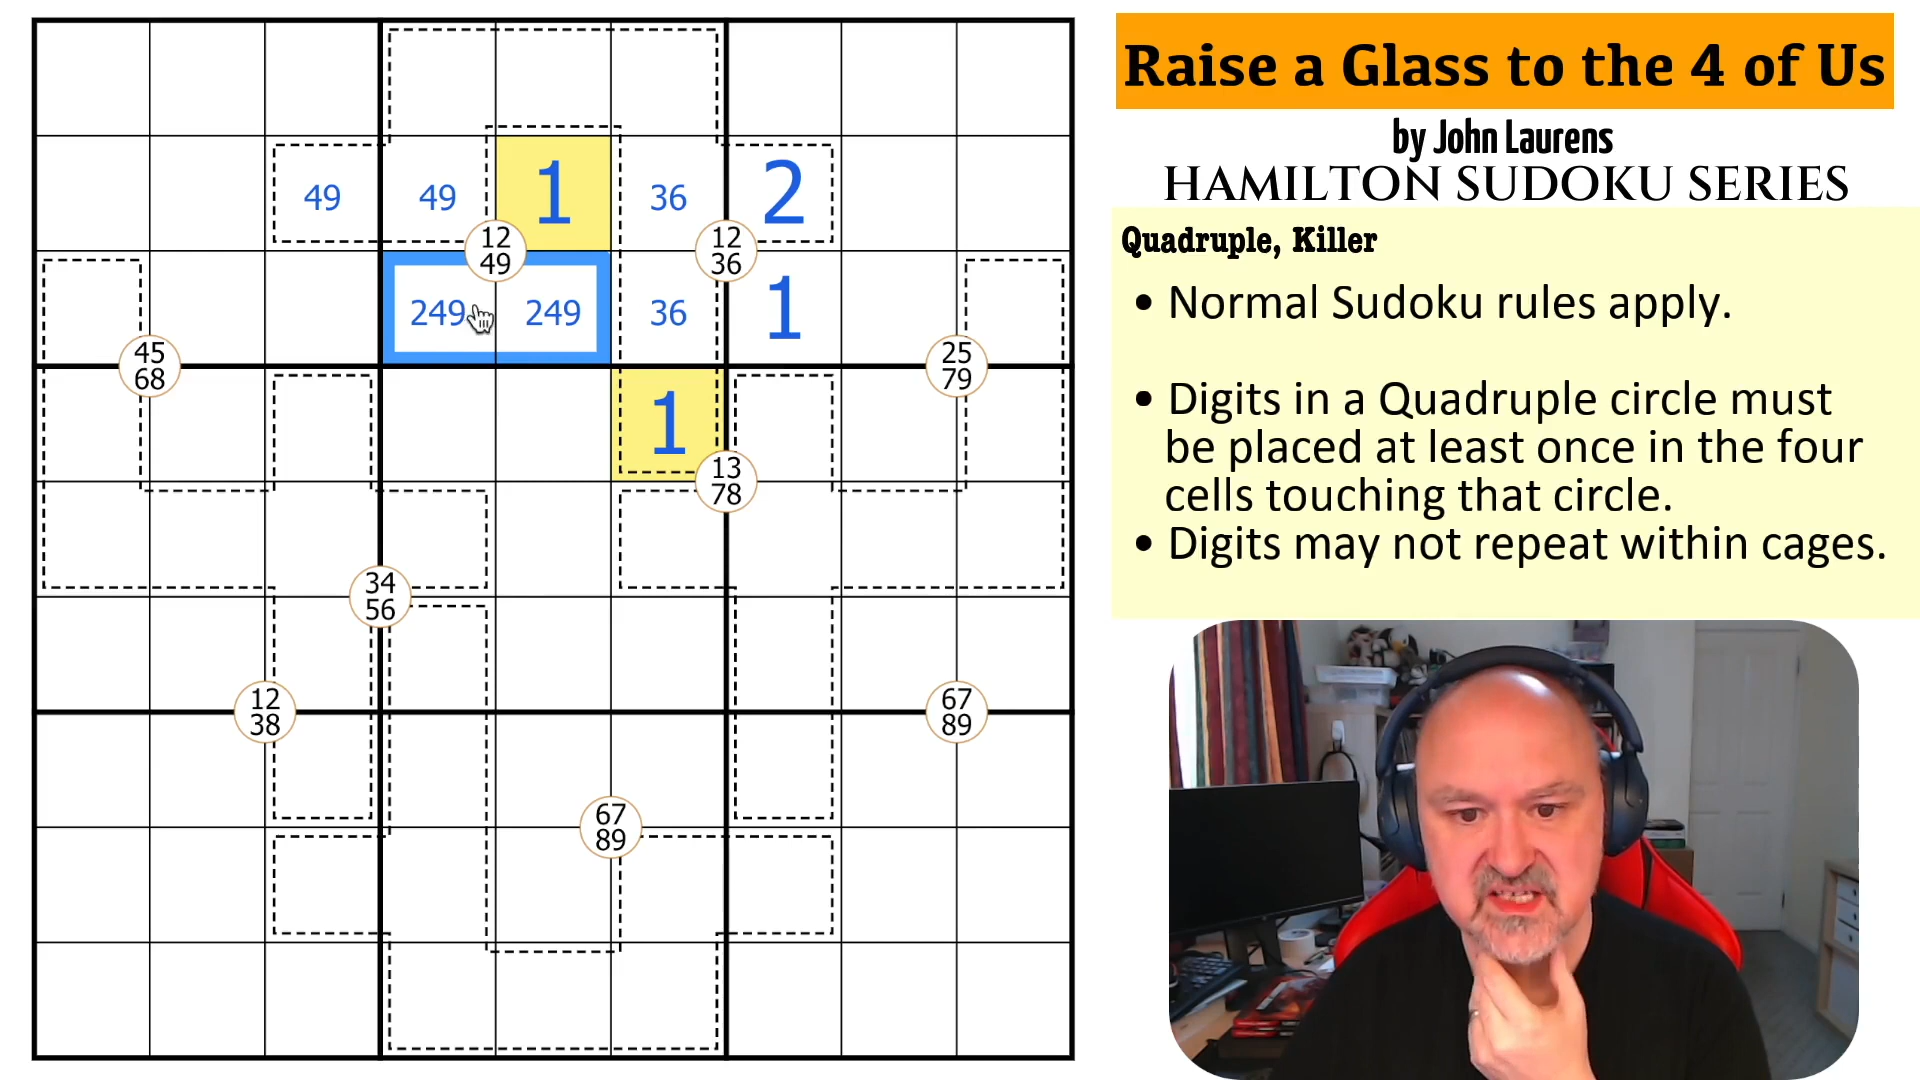 Raise a Glass to the 4 of Us
by John Laurens
HAMILTON SUDOKU SERIES
Quadruple, Killer
• Normal Sudoku rules apply.
• Digits in a Quadruple circle must
be placed at least once in the four
cells touching that circle.
• Digits may not repeat within cages.
49 49 1 36 2
12
49
12
36
249 249 36 1
45
68
25
79
1
13
78
34
56
12
38
67
89
67
89